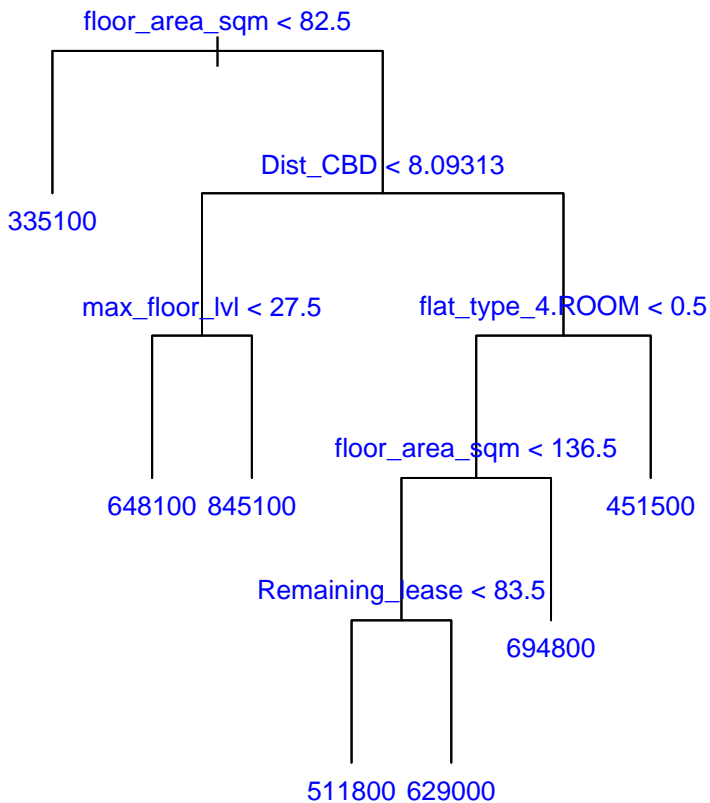 floor_area_sqm < 82.5
Dist_CBD < 8.09313
335100
max_floor_lvl < 27.5
flat_type_4.ROOM < 0.5
floor_area_sqm < 136.5
648100
845100
451500
Remaining_lease < 83.5
694800
511800
629000